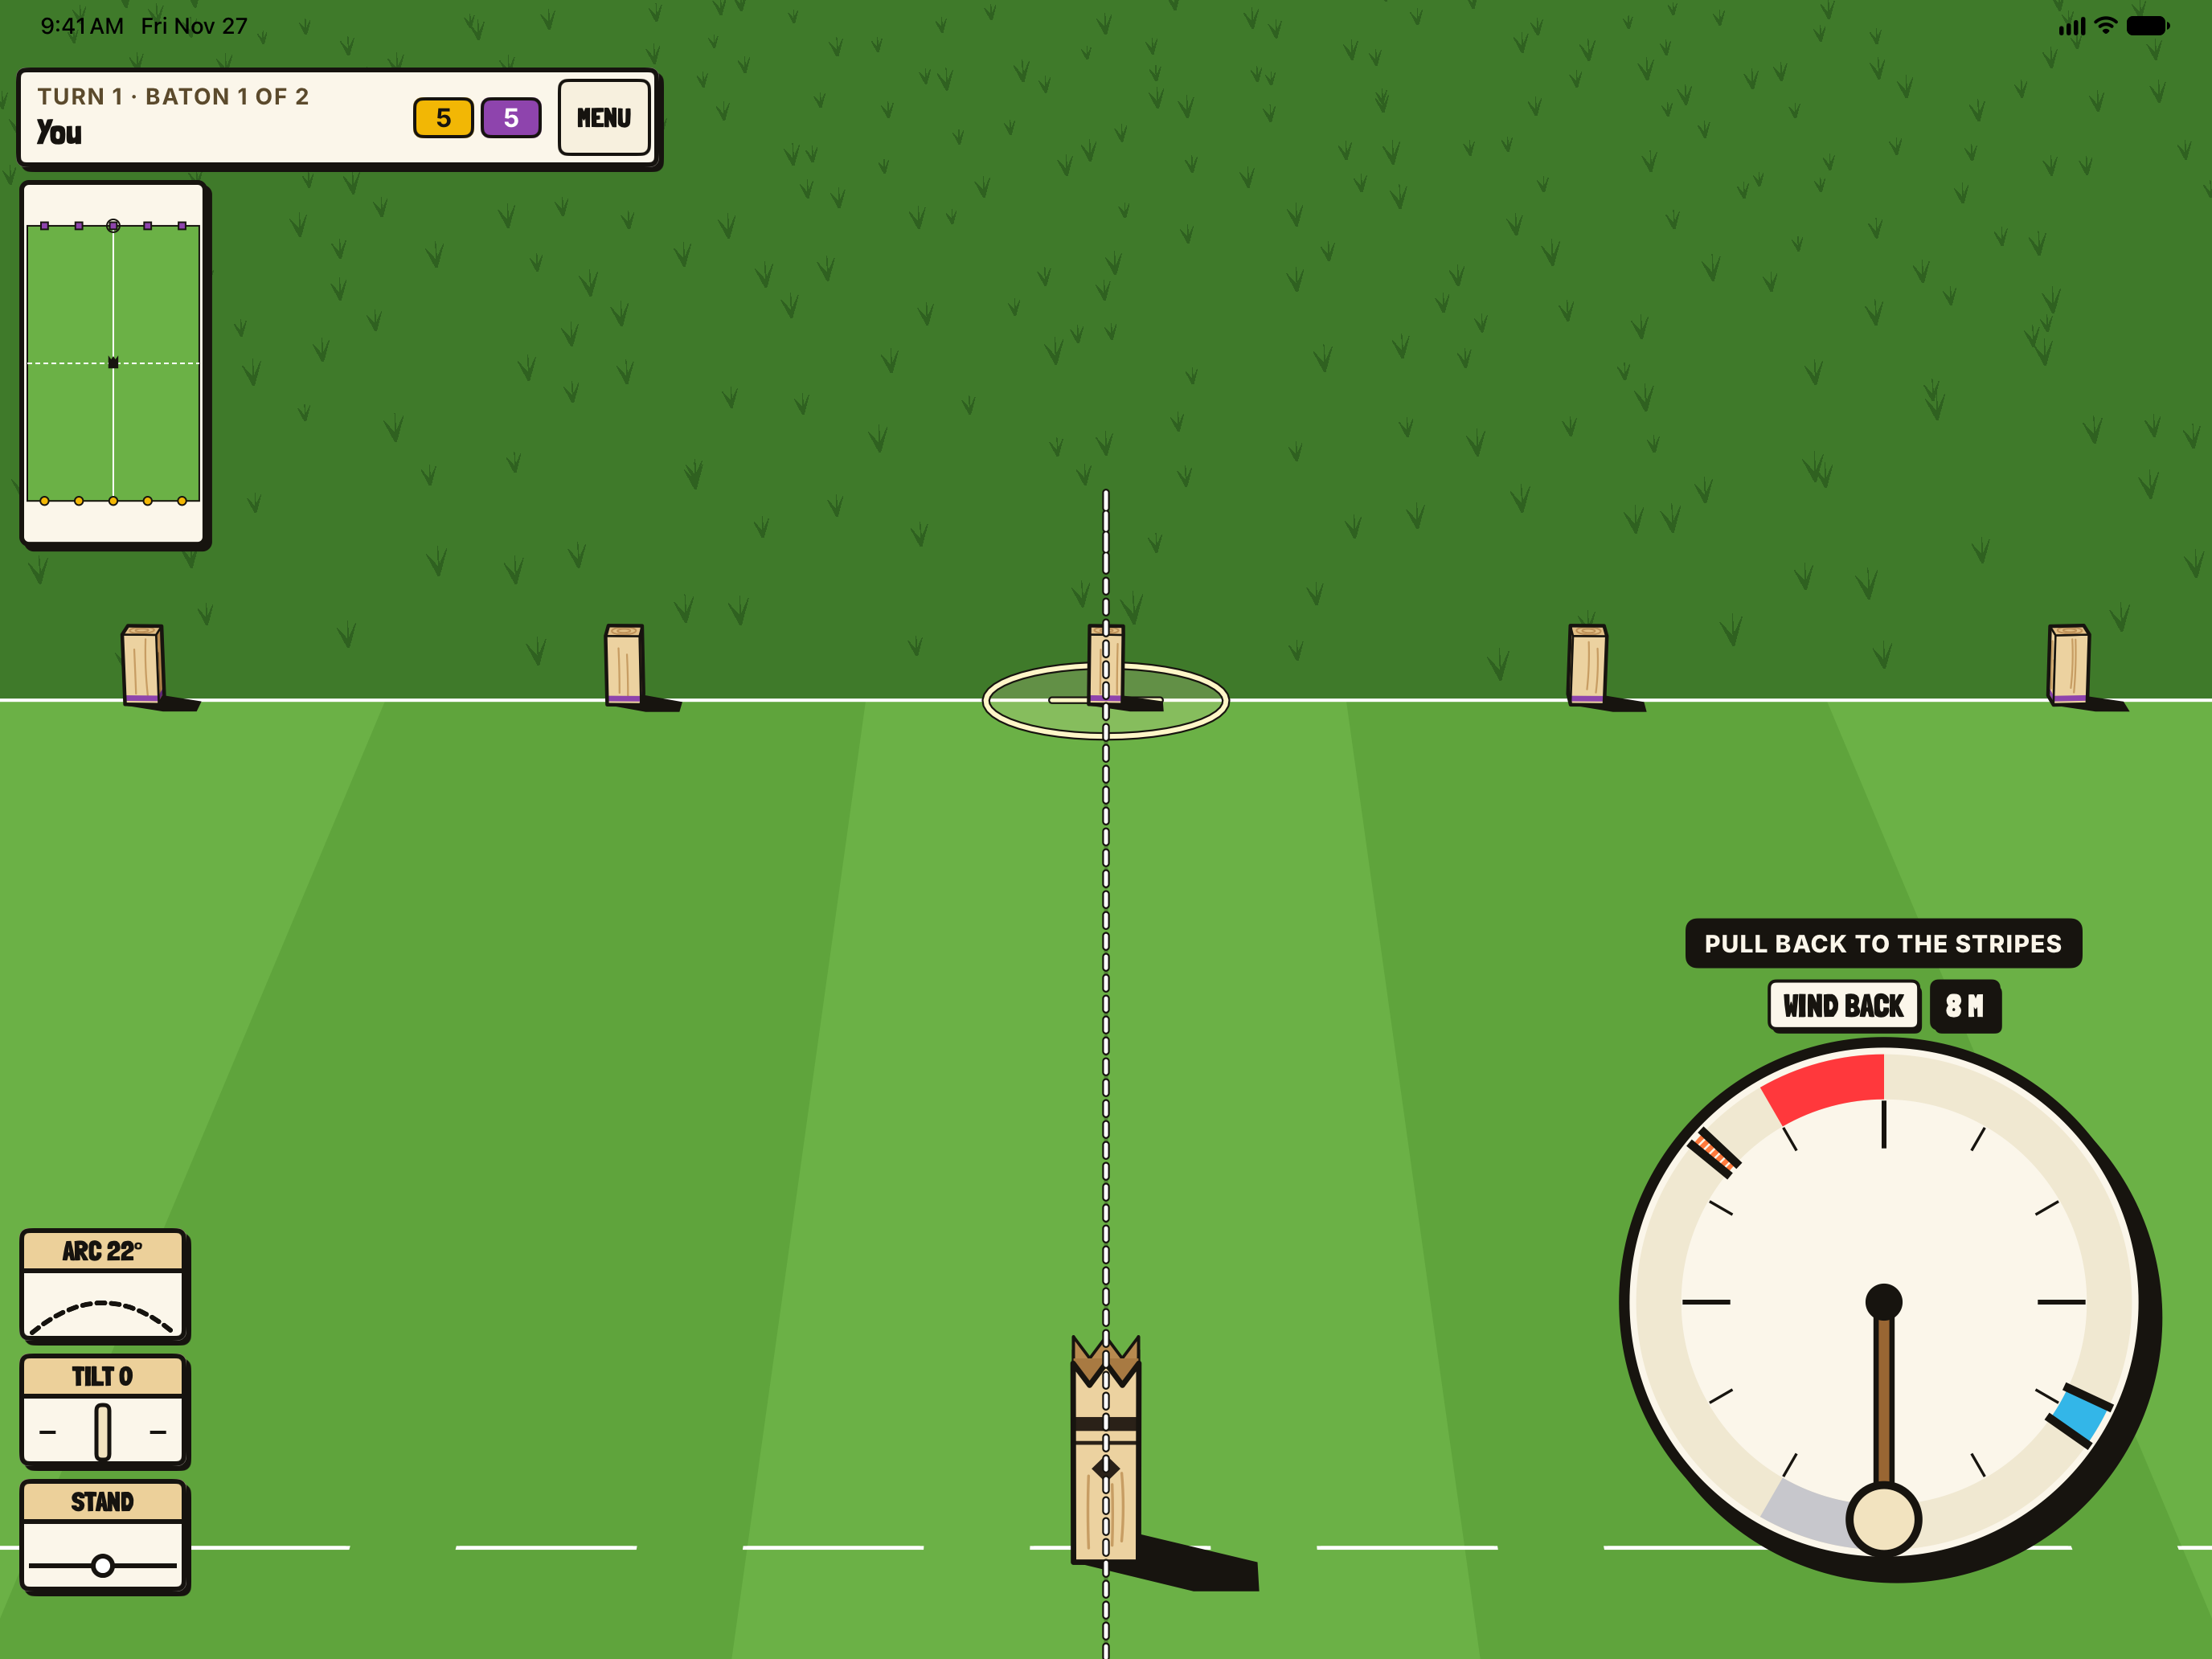 9:41 AM Fri Nov 27
TURN 1 · BATON 1 OF 2
You
5 5
MENU
PULL BACK TO THE STRIPES
WIND BACK 8 M
ARC 22°
TILT 0
STAND